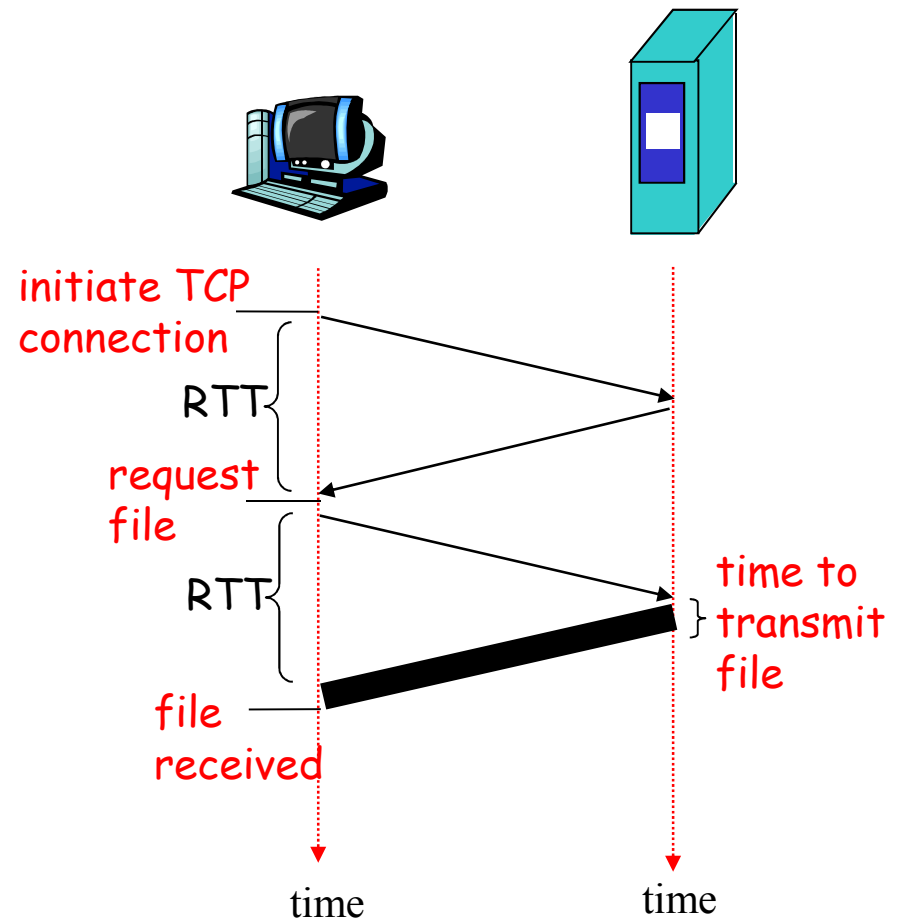 initiate TCP
connection
RTT
request
file
RTT
time to
transmit
file
file
received
time
time